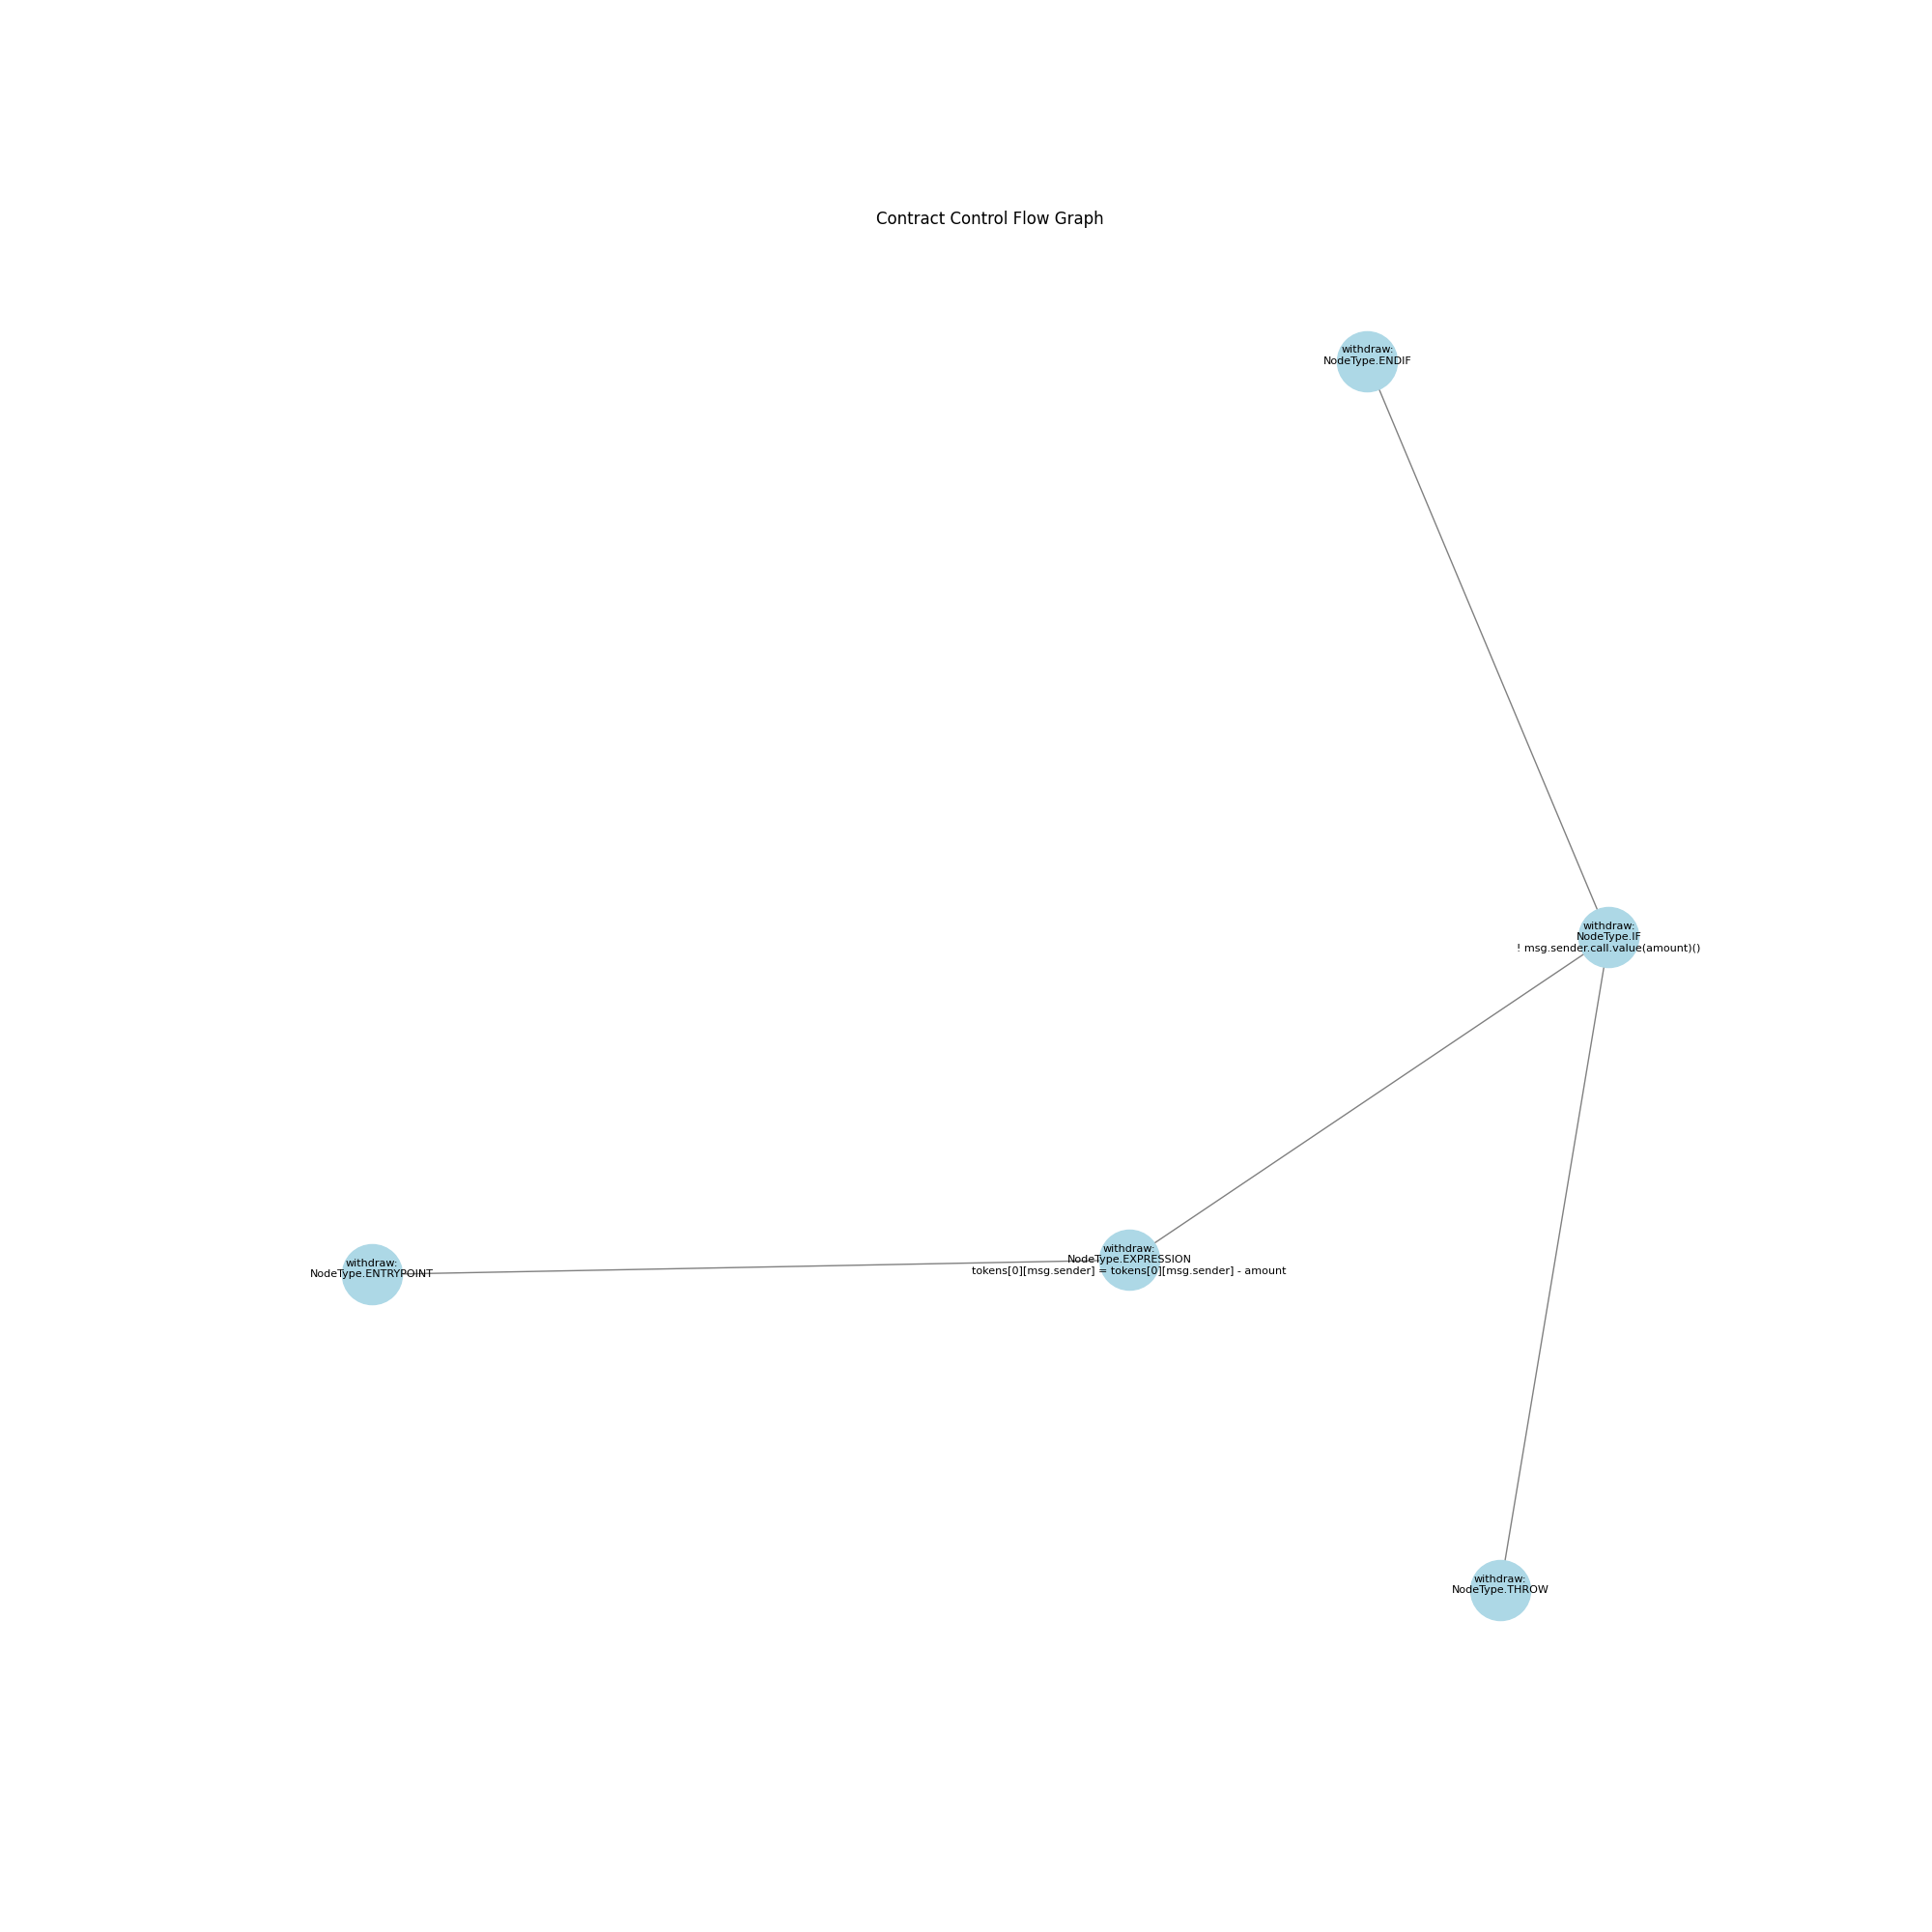 Contract Control Flow Graph
withdraw:
NodeType.ENDIF
withdraw:
NodeType.IF
! msg.sender.call.value(amount)()
withdraw:
NodeType.EXPRESSION
tokens[0][msg.sender] = tokens[0][msg.sender] - amount
withdraw:
NodeType.ENTRYPOINT
withdraw:
NodeType.THROW